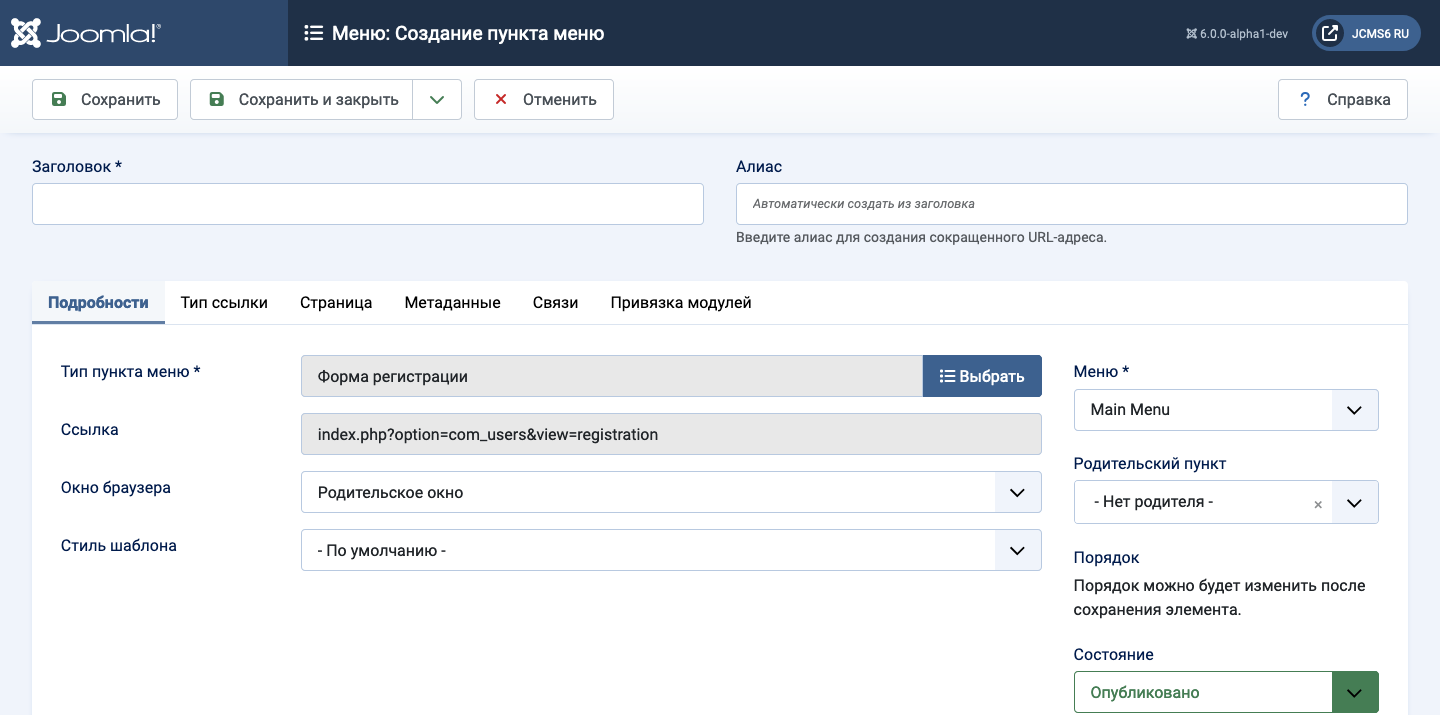 Joomla!®
Меню: Создание пункта меню
6.0.0-alpha1-dev
JCMS6 RU
Сохранить
Сохранить и закрыть
Отменить
? Справка
Заголовок *
Алиас
Автоматически создать из заголовка
Введите алиас для создания сокращенного URL-адреса.
Подробности
Тип ссылки
Страница
Метаданные
Связи
Привязка модулей
Тип пункта меню *
Форма регистрации
Выбрать
Ссылка
index.php?option=com_users&view=registration
Окно браузера
Родительское окно
Стиль шаблона
- По умолчанию -
Меню *
Main Menu
Родительский пункт
- Нет родителя -
×
Порядок
Порядок можно будет изменить после
сохранения элемента.
Состояние
Опубликовано